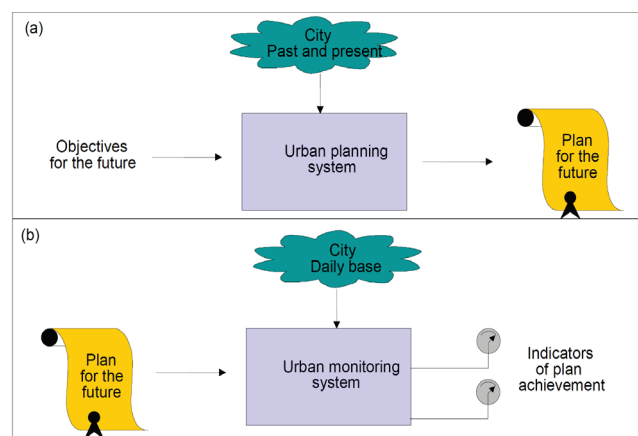 (a)
City
Past and present
Objectives
for the future
Urban planning
system
Plan
for the
future
(b)
City
Daily base
Plan
for the
future
Urban monitoring
system
Indicators
of plan
achievement